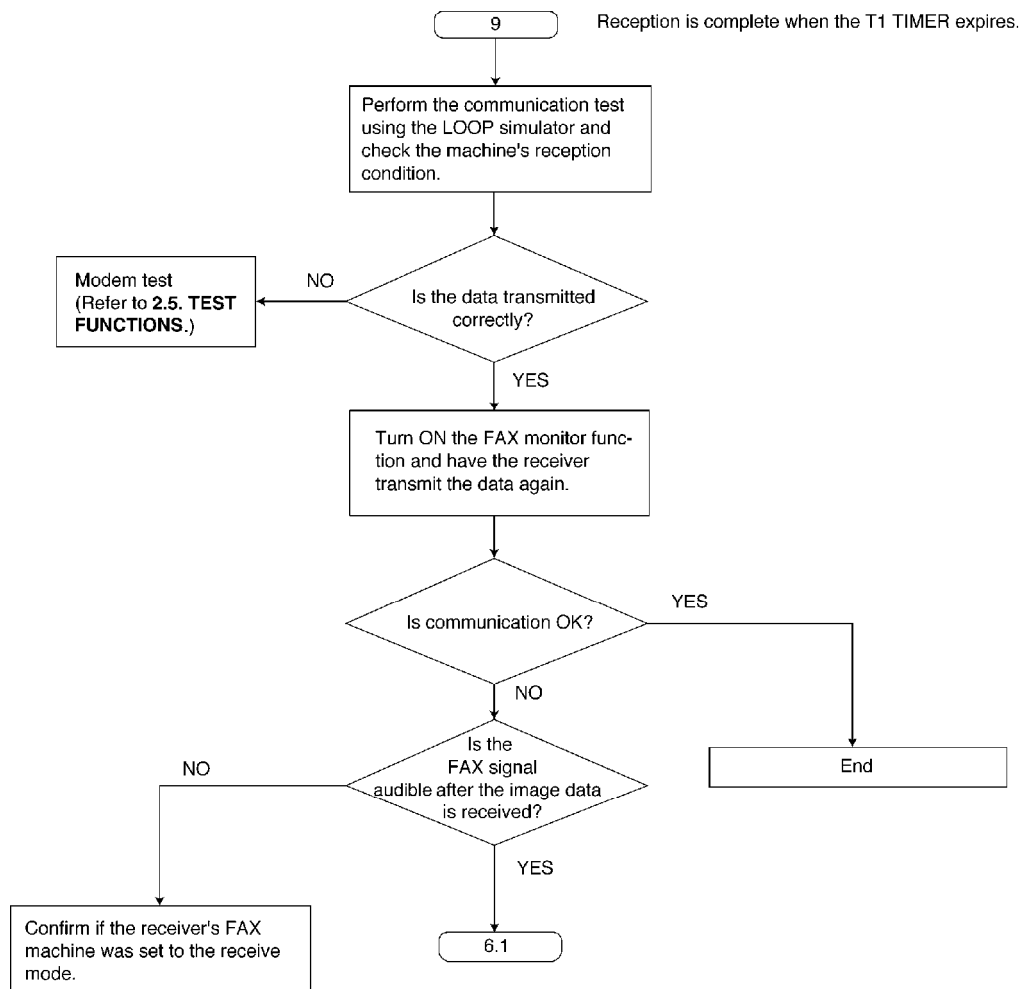 9
Reception is complete when the T1 TIMER expires.
Perform the communication test
using the LOOP simulator and
check the machine's reception
condition.
Modem test
(Refer to 2.5. TEST
FUNCTIONS.)
NO
Is the data transmitted
correctly?
YES
Turn ON the FAX monitor func-
tion and have the receiver
transmit the data again.
Is communication OK?
YES
NO
End
Is the
FAX signal
audible after the image data
is received?
NO
YES
Confirm if the receiver's FAX
machine was set to the receive
mode.
6.1